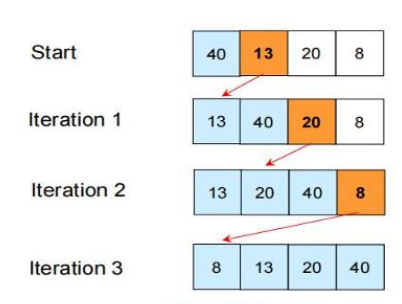 Start 40 13 20 8
Iteration 1 13 40 20 8
Iteration 2 13 20 40 8
Iteration 3 8 13 20 40